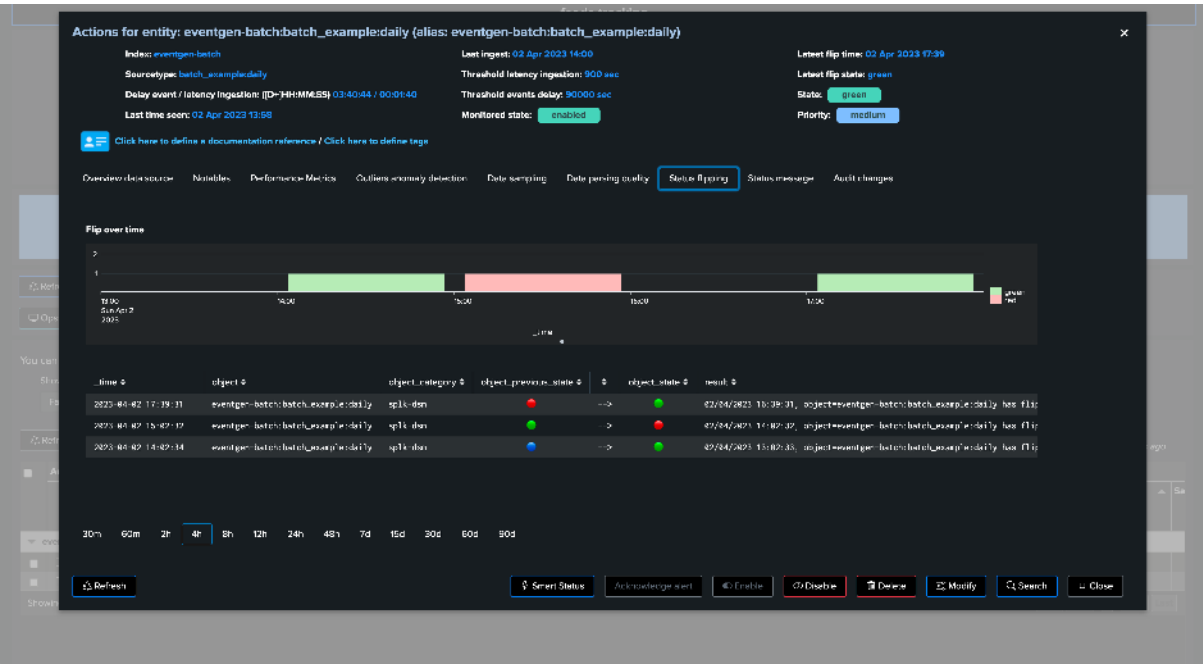 Actions for entity: eventgen-batch:batch_example:daily (alias: eventgen-batch:batch_example:daily)
Index: eventgen-batch
Last ingest: 02 Apr 2023 14:00
Latest flip time: 02 Apr 2023 17:39
Sourcetype: batch_example:daily
Threshold latency ingestion: 900 sec
Latest flip state: green
Delay event / latency ingestion: ([D+]HH:MM:SS) 03:40:44 / 00:01:40
Threshold events delay: 90000 sec
State: green
Last time seen: 02 Apr 2023 13:58
Monitored state: enabled
Priority: medium
Click here to define a documentation reference / Click here to define tags
Overview data source Notables Performance Metrics Outliers anomaly detection Data sampling Data parsing quality Status flipping Status message Audit changes
Flip over time
2
1
13:00 14:00 15:00 16:00 17:00
Sun Apr 2
2023
_time
green
red
_time object object_category object_previous_state object_state result
2023-04-02 17:39:31 eventgen-batch:batch_example:daily splk-dsm --> 02/04/2023 16:39:31, object=eventgen-batch:batch_example:daily has flip
2023-04-02 15:02:32 eventgen-batch:batch_example:daily splk-dsm --> 02/04/2023 14:02:32, object=eventgen-batch:batch_example:daily has flip
2023-04-02 14:02:34 eventgen-batch:batch_example:daily splk-dsm --> 02/04/2023 13:02:33, object=eventgen-batch:batch_example:daily has flip
30m 60m 2h 4h 8h 12h 24h 48h 7d 15d 30d 60d 90d
Refresh Smart Status Acknowledge alert Enable Disable Delete Modify Search Close
You can